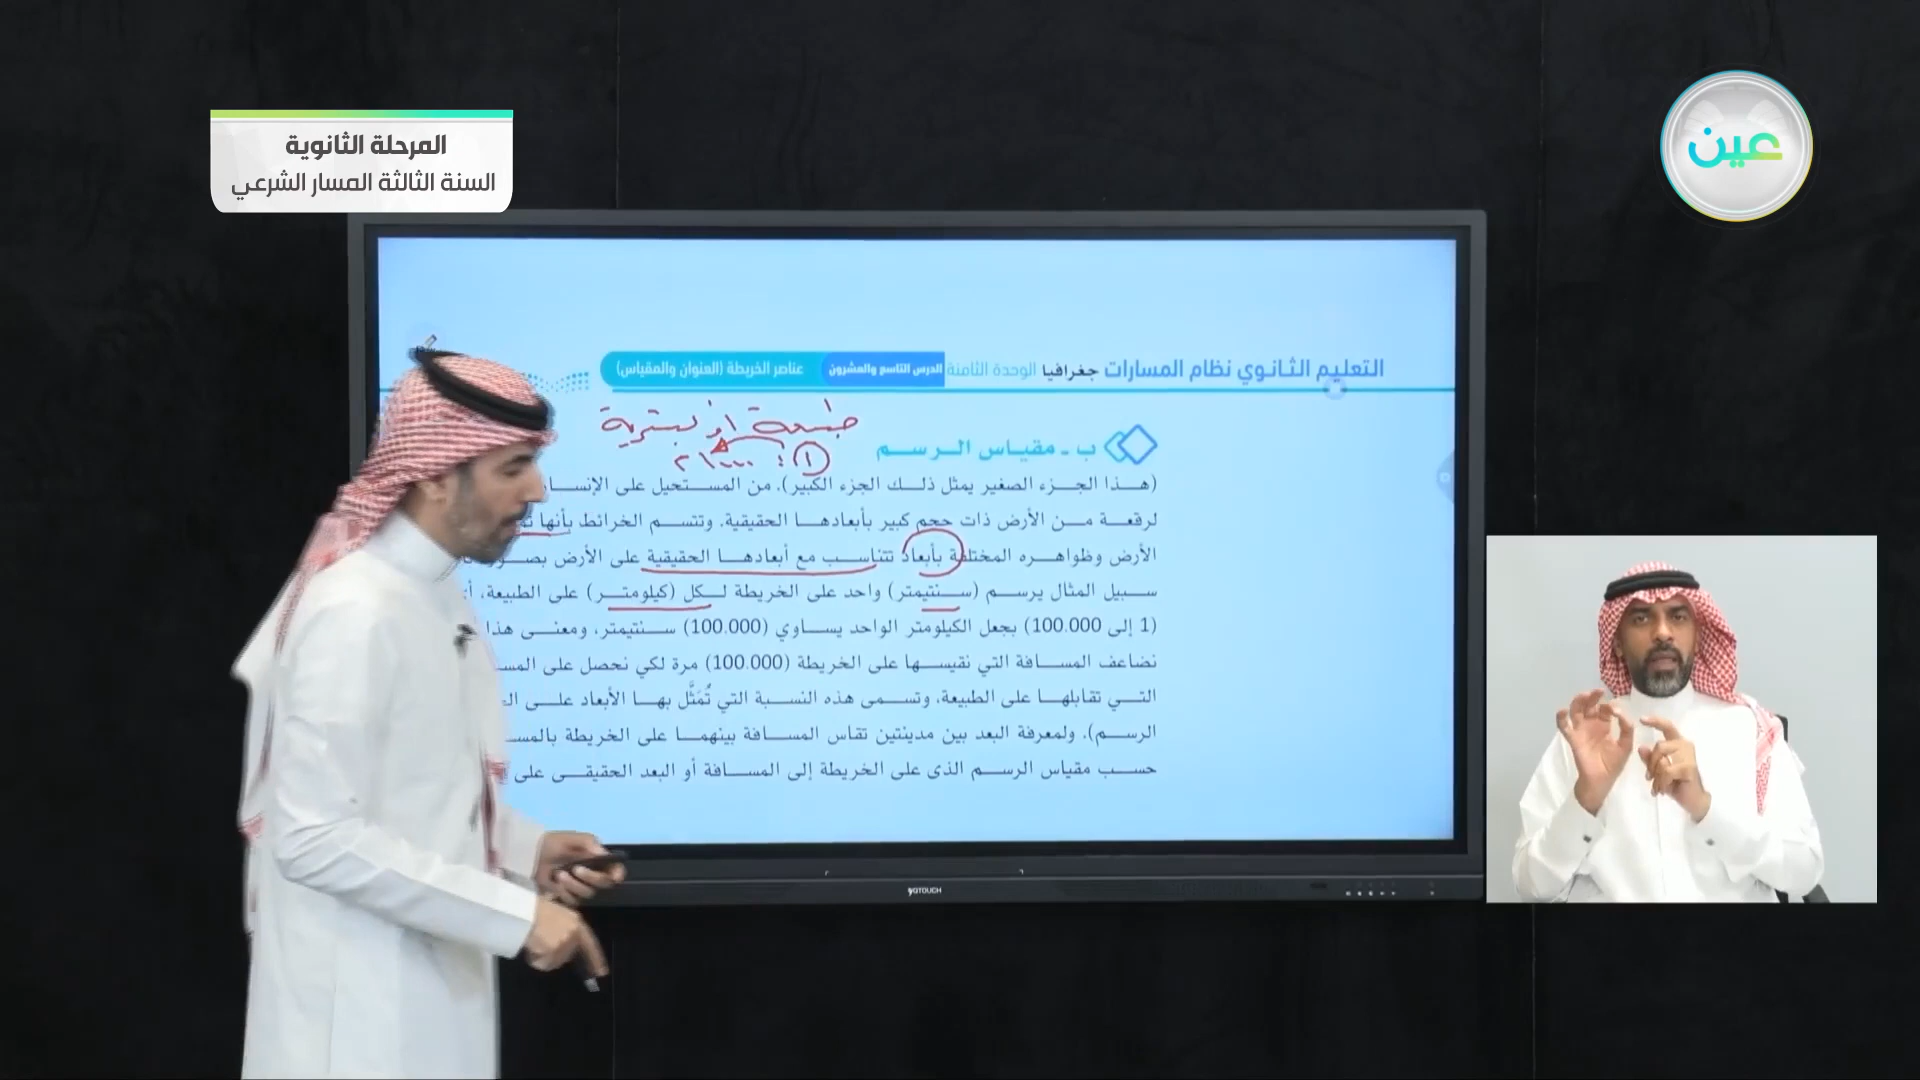 المرحلة الثانوية
السنة الثالثة المسار الشرعي
عين
التعليم الثانوي نظام المسارات جغرافيا الوحدة الثامنة الدرس التاسع والعشرون عناصر الخريطة (العنوان والمقياس)
طبيعية أو بشرية
ب - مقياس الرسم
(هذا الجزء الصغير يمثل ذلك الجزء الكبير). من المستحيل على
لرقعة من الأرض ذات حجم كبير بأبعادها الحقيقية. وتتسم الخرائط بأنها
الأرض وظواهره المختلفة بأبعاد تتناسب مع أبعادها الحقيقية على الأرض
سبيل المثال يرسم (سنتيمتر) واحد على الخريطة لكل (كيلومتر) على الطبيعة،
(1 إلى 100.000) بجعل الكيلومتر الواحد يساوي (100.000) سنتيمتر، ومعنى هذا
نضاعف المسافة التي نقيسها على الخريطة (100.000) مرة لكي نحصل على
التي تقابلها على الطبيعة، وتسمى هذه النسبة التي تُمَثَّل بها الأبعاد على
الرسم). ولمعرفة البعد بين مدينتين تقاس المسافة بينهما على الخريطة
حسب مقياس الرسم الذي على الخريطة إلى المسافة أو البعد الحقيقي على
VGTOUCH